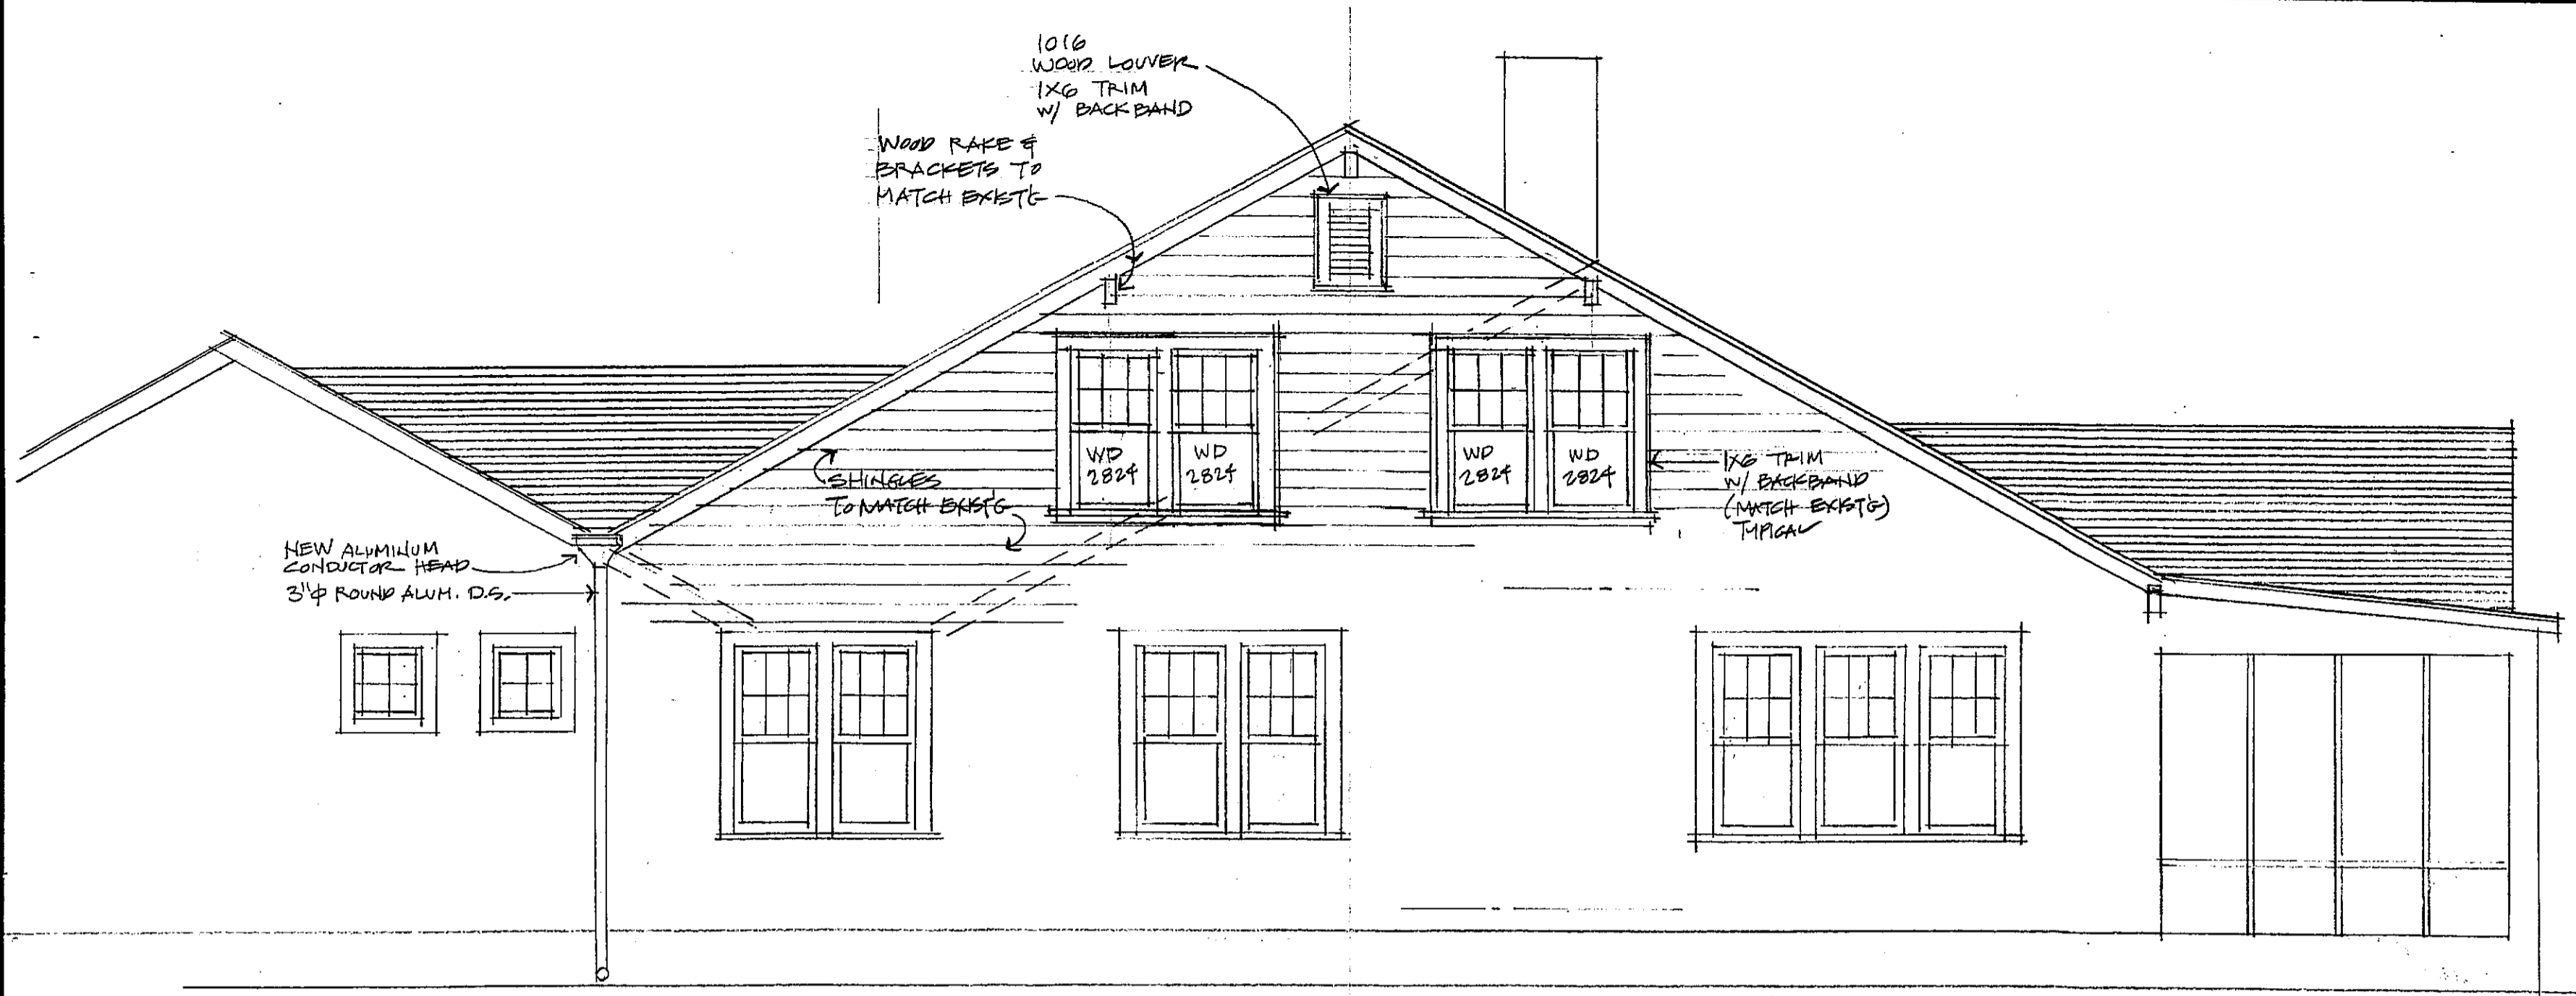 1016
WOOD LOUVER
1X6 TRIM
W/ BACKBAND
WOOD RAKE &
BRACKETS TO
MATCH EXIST'G
WD
2824
WD
2824
WD
2824
WD
2824
SHINGLES
TO MATCH EXIST'G
1X6 TRIM
W/ BACKBAND
(MATCH EXIST'G)
TYPICAL
NEW ALUMINUM
CONDUCTOR HEAD
3"φ ROUND ALUM. D.S.